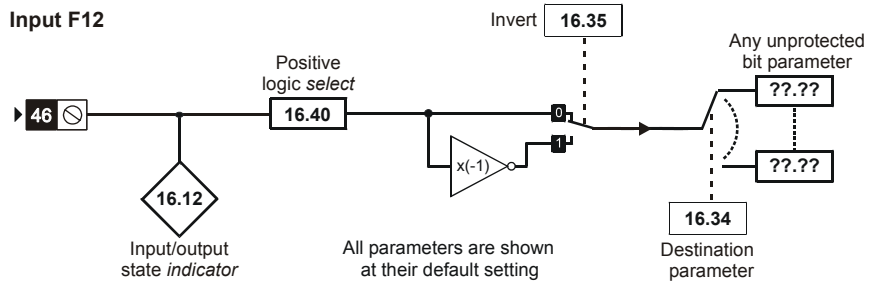 Input F12
Invert
16.35
Any unprotected
bit parameter
Positive
logic select
46
16.40
0
1
x(-1)
??.??
??.??
16.12
16.34
Input/output
state indicator
All parameters are shown
at their default setting
Destination
parameter